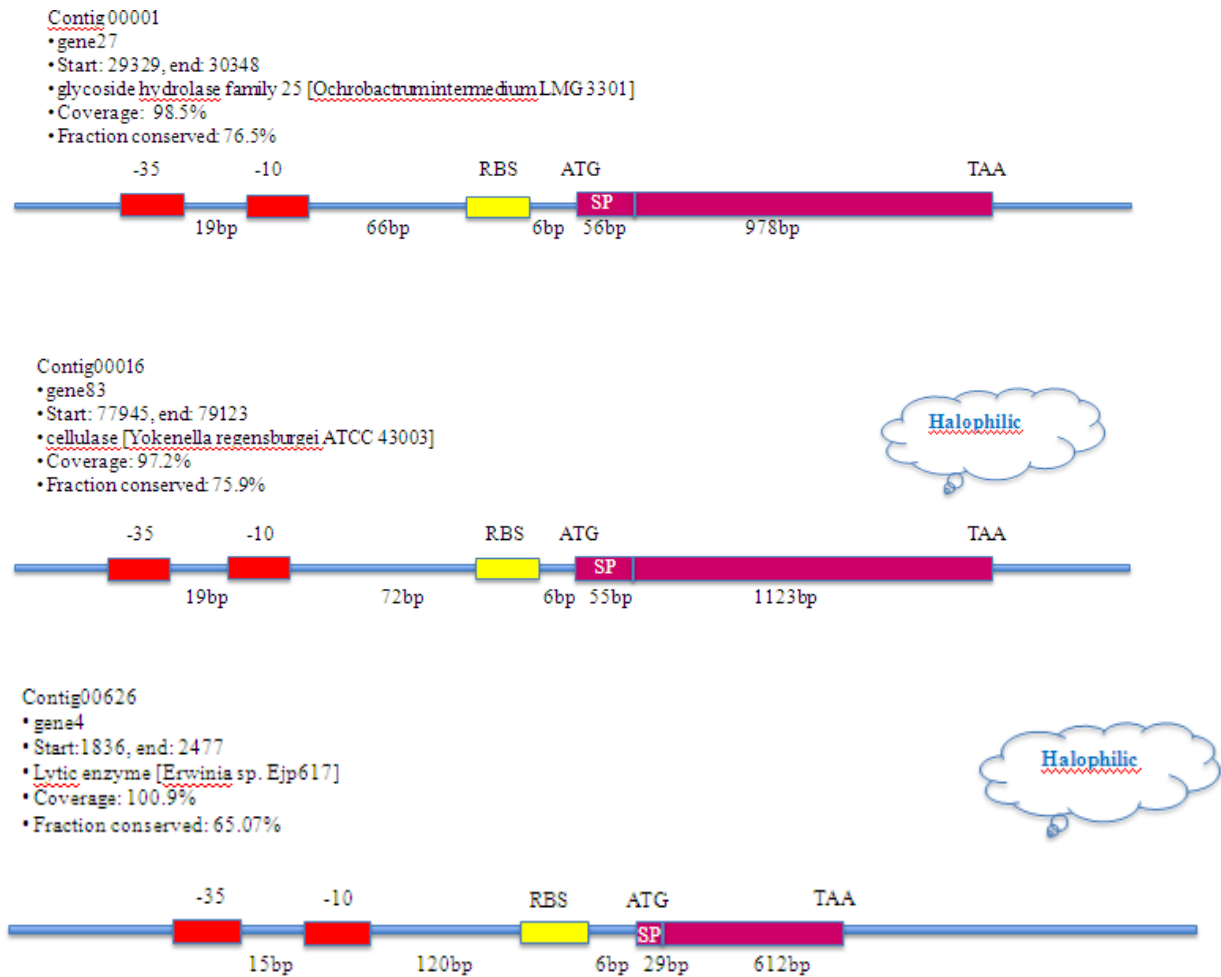 Contig 00001
• gene27
• Start: 29329, end: 30348
• glycoside hydrolase family 25 [Ochrobactrumintermedium LMG 3301]
• Coverage: 98.5%
• Fraction conserved: 76.5%
-35 -10 RBS ATG TAA
SP
19bp 66bp 6bp 56bp 978bp
Contig00016
• gene83
• Start: 77945, end: 79123
• cellulase [Yokenella regensburgei ATCC 43003]
• Coverage: 97.2%
• Fraction conserved: 75.9%
Halophilic
-35 -10 RBS ATG TAA
SP
19bp 72bp 6bp 55bp 1123bp
Contig00626
• gene4
• Start:1836, end: 2477
• Lytic enzyme [Erwinia sp. Ejp617]
• Coverage: 100.9%
• Fraction conserved: 65.07%
Halophilic
-35 -10 RBS ATG TAA
SP
15bp 120bp 6bp 29bp 612bp